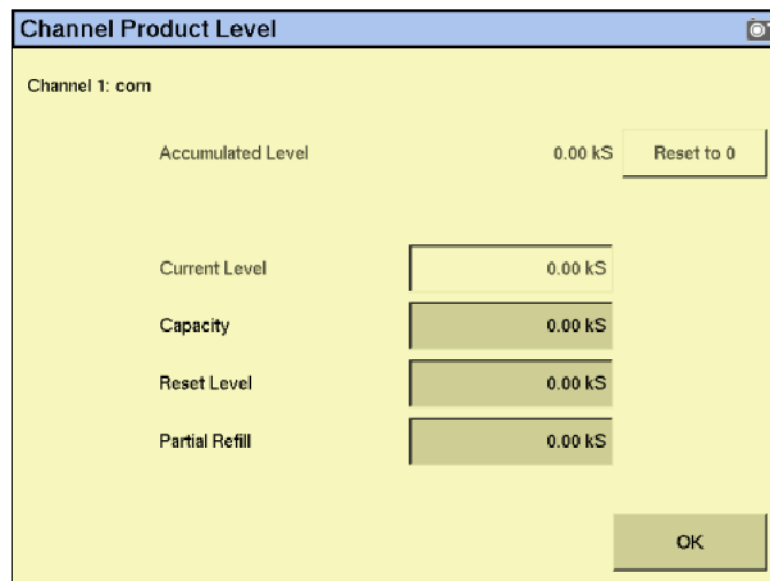 Channel Product Level
Channel 1: corn
Accumulated Level 0.00 kS Reset to 0
Current Level 0.00 kS
Capacity 0.00 kS
Reset Level 0.00 kS
Partial Refill 0.00 kS
OK